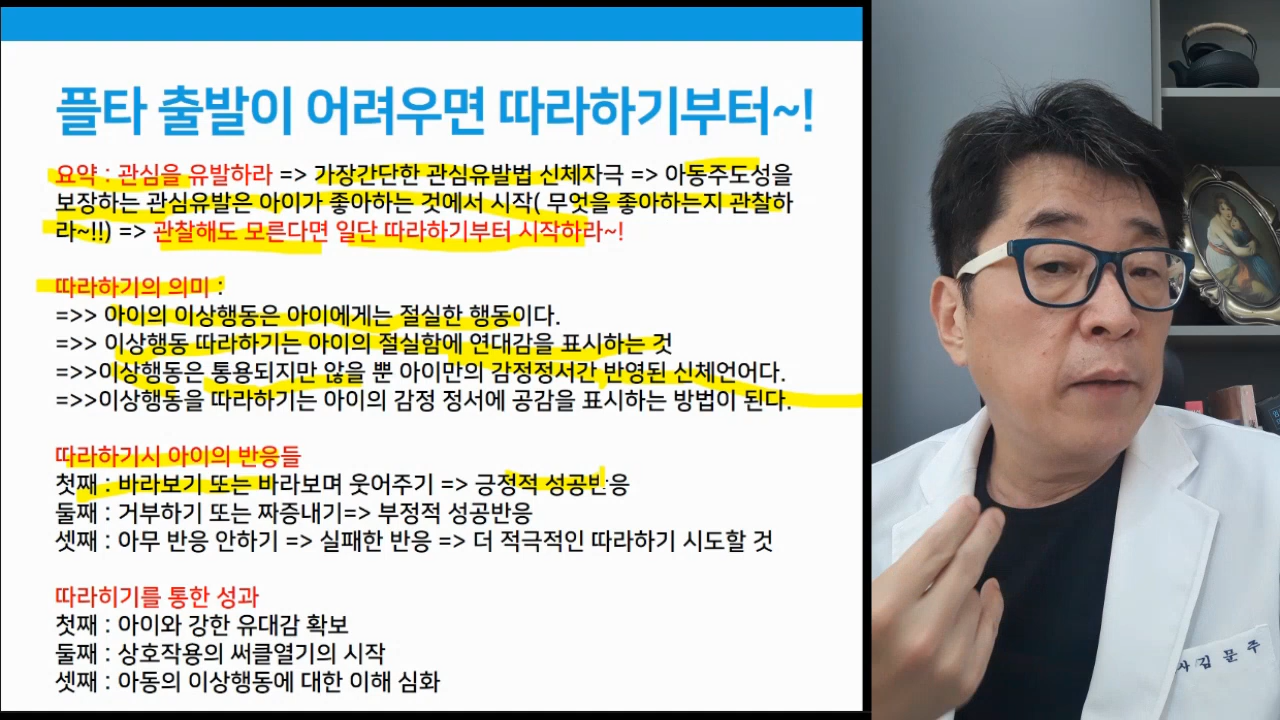 플타 출발이 어려우면 따라하기부터~!
요약 : 관심을 유발하라 => 가장간단한 관심유발법 신체자극 => 아동주도성을
보장하는 관심유발은 아이가 좋아하는 것에서 시작( 무엇을 좋아하는지 관찰하
라~!!) => 관찰해도 모른다면 일단 따라하기부터 시작하라~!
따라하기의 의미 :
=>> 아이의 이상행동은 아이에게는 절실한 행동이다.
=>> 이상행동 따라하기는 아이의 절실함에 연대감을 표시하는 것
=>>이상행동은 통용되지만 않을 뿐 아이만의 감정정서간 반영된 신체언어다.
=>>이상행동을 따라하기는 아이의 감정 정서에 공감을 표시하는 방법이 된다.
따라하기시 아이의 반응들
첫째 : 바라보기 또는 바라보며 웃어주기 => 긍정적 성공반응
둘째 : 거부하기 또는 짜증내기=> 부정적 성공반응
셋째 : 아무 반응 안하기 => 실패한 반응 => 더 적극적인 따라하기 시도할 것
따라히기를 통한 성과
첫째 : 아이와 강한 유대감 확보
둘째 : 상호작용의 써클열기의 시작
셋째 : 아동의 이상행동에 대한 이해 심화
사 김 문 주